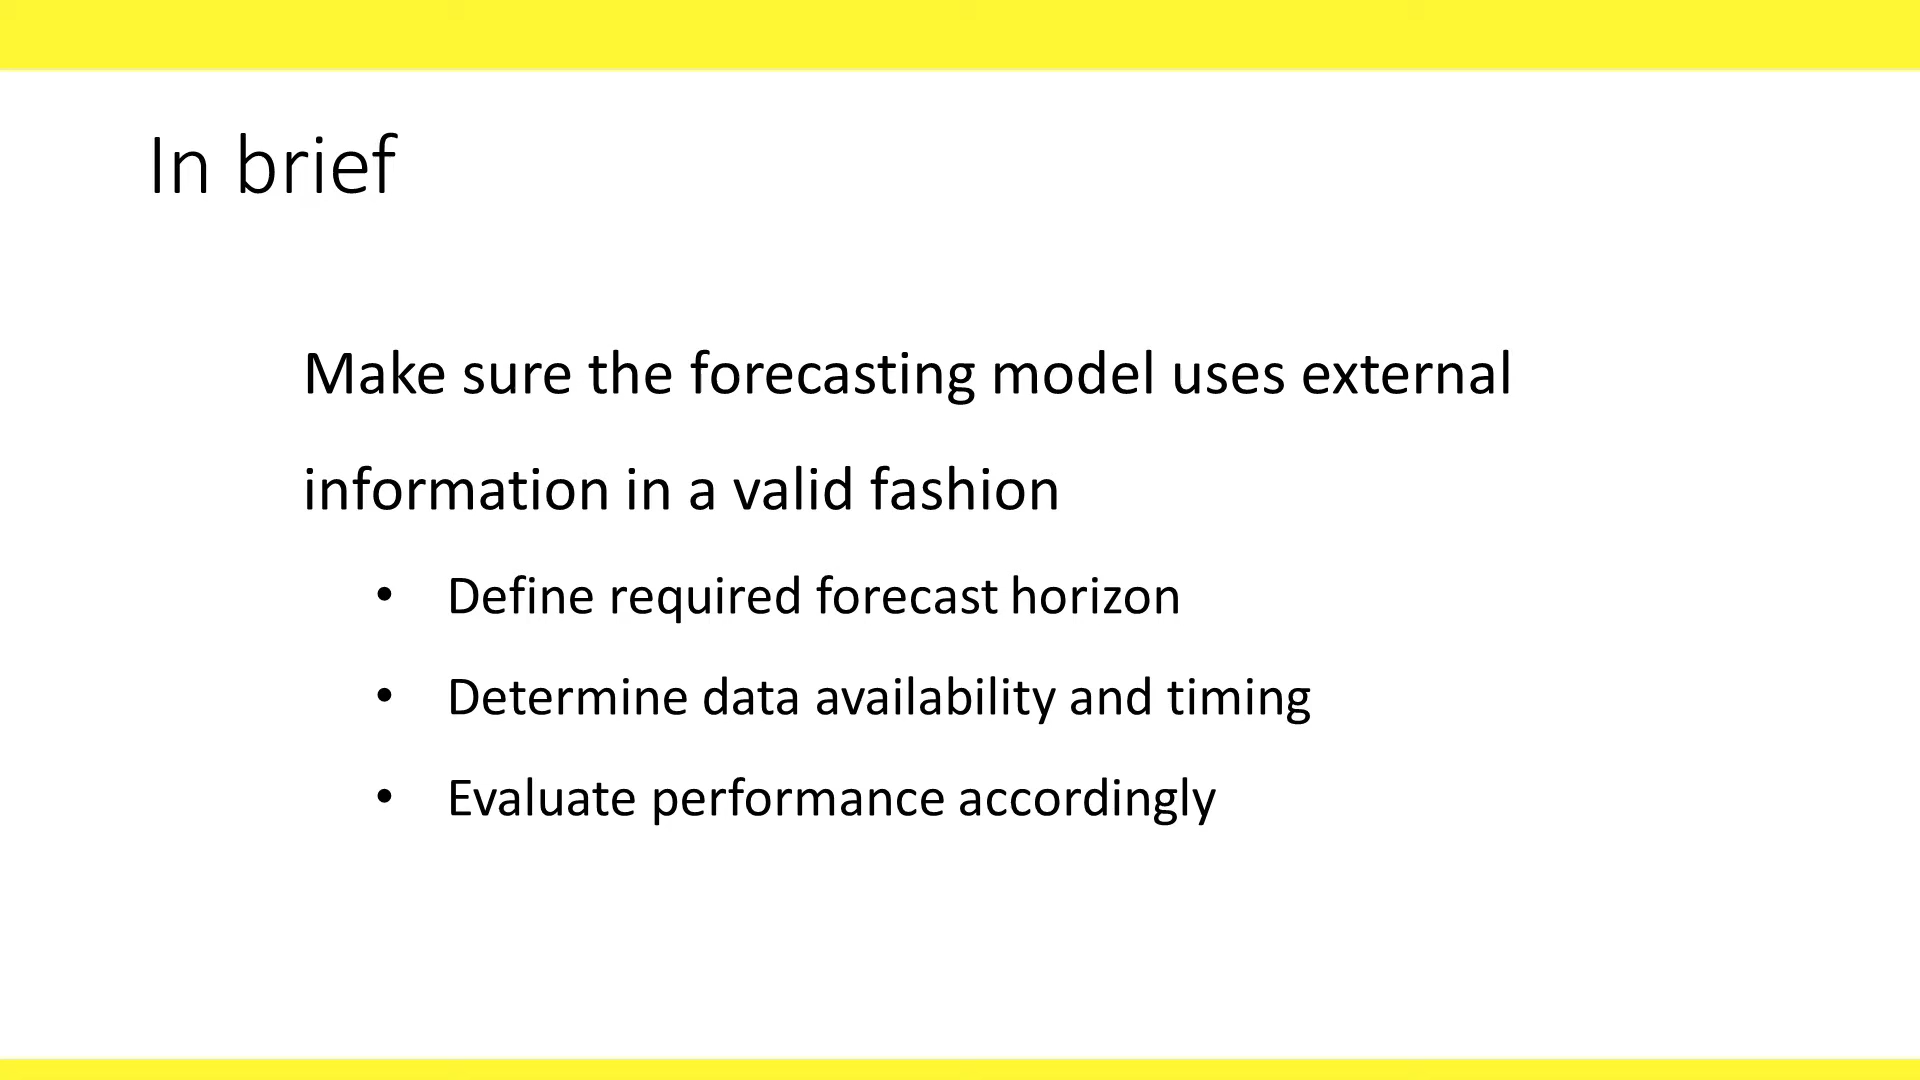 In brief
Make sure the forecasting model uses external
information in a valid fashion
• Define required forecast horizon
• Determine data availability and timing
• Evaluate performance accordingly